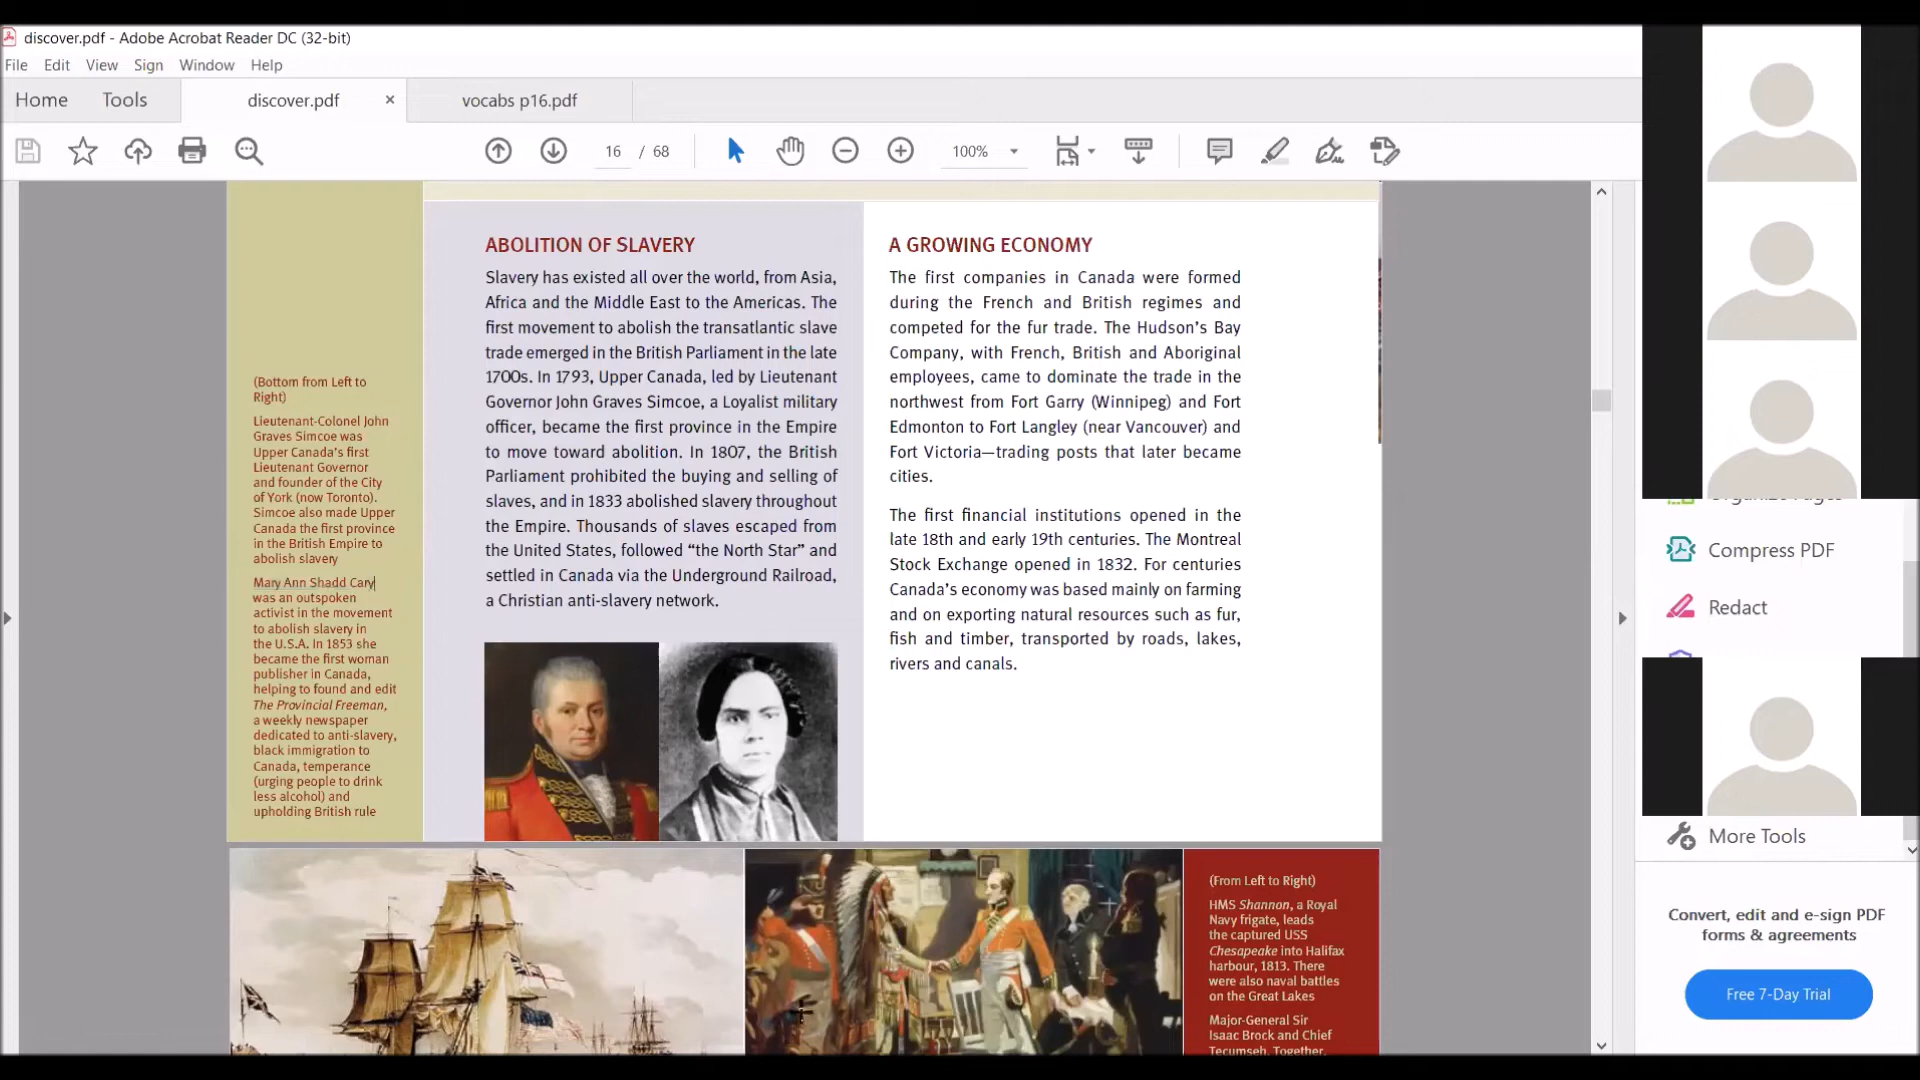 discover.pdf - Adobe Acrobat Reader DC (32-bit)
File Edit View Sign Window Help
Home Tools discover.pdf × vocabs p16.pdf
16 / 68 100%
(Bottom from Left to
Right)
Lieutenant-Colonel John
Graves Simcoe was
Upper Canada's first
Lieutenant Governor
and founder of the City
of York (now Toronto).
Simcoe also made Upper
Canada the first province
in the British Empire to
abolish slavery
Mary Ann Shadd Cary
was an outspoken
activist in the movement
to abolish slavery in
the U.S.A. In 1853 she
became the first woman
publisher in Canada,
helping to found and edit
The Provincial Freeman,
a weekly newspaper
dedicated to anti-slavery,
black immigration to
Canada, temperance
(urging people to drink
less alcohol) and
upholding British rule
ABOLITION OF SLAVERY
Slavery has existed all over the world, from Asia,
Africa and the Middle East to the Americas. The
first movement to abolish the transatlantic slave
trade emerged in the British Parliament in the late
1700s. In 1793, Upper Canada, led by Lieutenant
Governor John Graves Simcoe, a Loyalist military
officer, became the first province in the Empire
to move toward abolition. In 1807, the British
Parliament prohibited the buying and selling of
slaves, and in 1833 abolished slavery throughout
the Empire. Thousands of slaves escaped from
the United States, followed “the North Star” and
settled in Canada via the Underground Railroad,
a Christian anti-slavery network.
A GROWING ECONOMY
The first companies in Canada were formed
during the French and British regimes and
competed for the fur trade. The Hudson's Bay
Company, with French, British and Aboriginal
employees, came to dominate the trade in the
northwest from Fort Garry (Winnipeg) and Fort
Edmonton to Fort Langley (near Vancouver) and
Fort Victoria—trading posts that later became
cities.
The first financial institutions opened in the
late 18th and early 19th centuries. The Montreal
Stock Exchange opened in 1832. For centuries
Canada's economy was based mainly on farming
and on exporting natural resources such as fur,
fish and timber, transported by roads, lakes,
rivers and canals.
(From Left to Right)
HMS Shannon, a Royal
Navy frigate, leads
the captured USS
Chesapeake into Halifax
harbour, 1813. There
were also naval battles
on the Great Lakes
Major-General Sir
Isaac Brock and Chief
Tecumseh. Together,
Organize Pages
Compress PDF
Redact
More Tools
Convert, edit and e-sign PDF
forms & agreements
Free 7-Day Trial